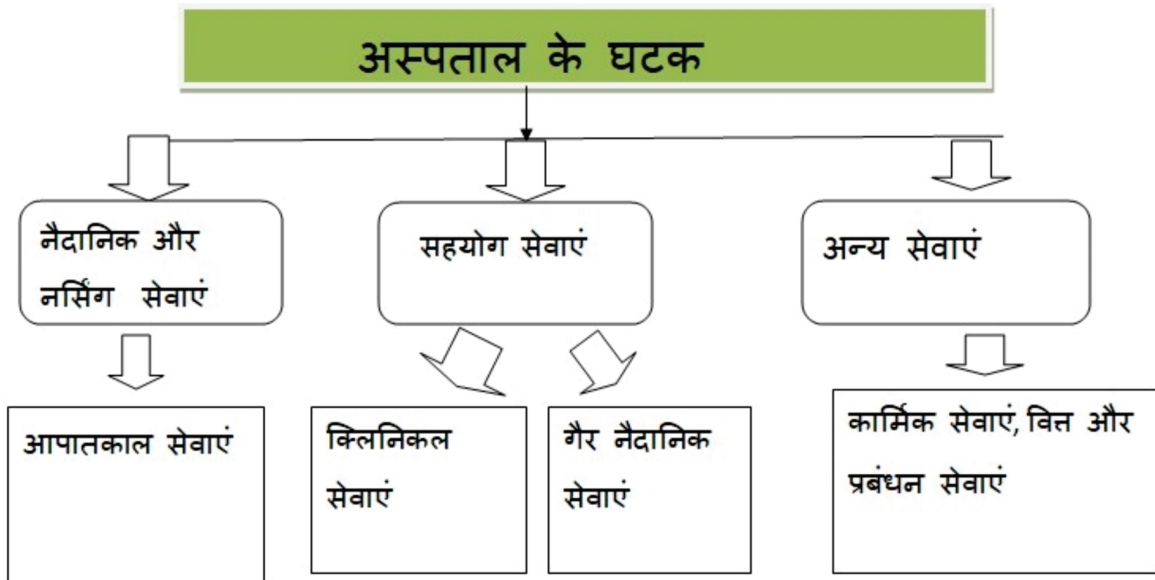 अस्पताल के घटक
नैदानिक और
नर्सिंग सेवाएं
सहयोग सेवाएं
अन्य सेवाएं
आपातकाल सेवाएं
क्लिनिकल
सेवाएं
गैर नैदानिक
सेवाएं
कार्मिक सेवाएं, वित्त और
प्रबंधन सेवाएं